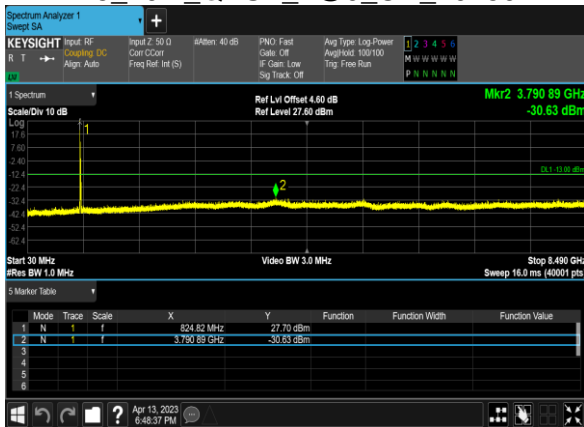 Spectrum Analyzer 1
Swept SA
+
KEYSIGHT Input: RF
R T Coupling: DC
Align: Auto
LXI
Input Z: 50 Ω
Corr CCorr
Freq Ref: Int (S)
#Atten: 40 dB
PNO: Fast
Gate: Off
IF Gain: Low
Sig Track: Off
Avg Type: Log-Power
Avg|Hold: 100/100
Trig: Free Run
1 2 3 4 5 6
M W W W W W
P N N N N N
1 Spectrum
Scale/Div 10 dB
Log
Ref Lvl Offset 4.60 dB
Ref Level 27.60 dBm
Mkr2 3.790 89 GHz
-30.63 dBm
17.6
7.60
-2.40
-12.4
-22.4
-32.4
-42.4
-52.4
-62.4
1
2
DL1 -13.00 dBm
Start 30 MHz
#Res BW 1.0 MHz
Video BW 3.0 MHz
Stop 8.490 GHz
Sweep 16.0 ms (40001 pts)
5 Marker Table
Mode Trace Scale X Y Function Function Width Function Value
1 N 1 f 824.82 MHz 27.70 dBm
2 N 1 f 3.790 89 GHz -30.63 dBm
3
4
5
6
? Apr 13, 2023
6:48:37 PM